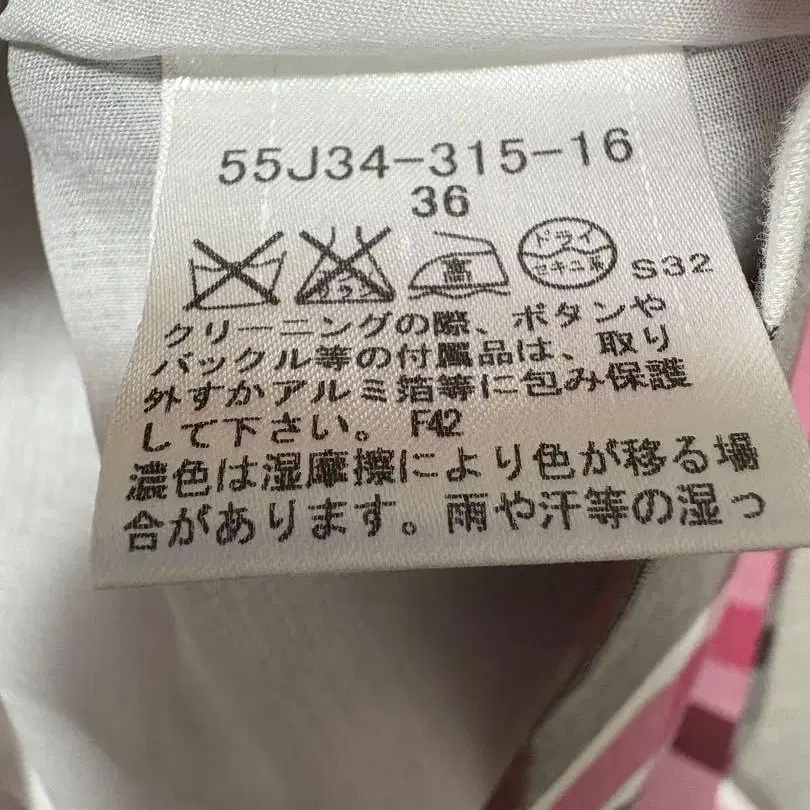 55J34-315-16
36
高 ドライ セキユ系 S32
クリーニングの際、ボタンや
バックル等の付属品は、取り
外すかアルミ箔等に包み保護
して下さい。 F42
濃色は湿摩擦により色が移る場
合があります。雨や汗等の湿っ